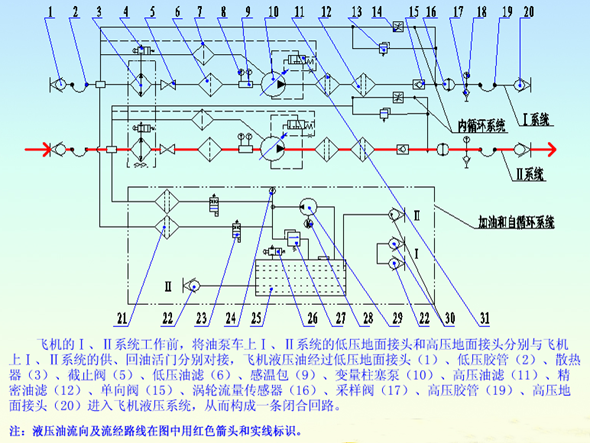 1 2 3 4 5 6 7 8 9 10 11 12 13 14 15 16 17 18 19 20
Ⅰ系统
内循环系统
Ⅱ系统
加油和自循环系统
Ⅱ
Ⅰ
Ⅱ
21 22 23 24 25 26 27 28 29 22 30 31
飞机的Ⅰ、Ⅱ系统工作前，将油泵车上Ⅰ、Ⅱ系统的低压地面接头和高压地面接头分别与飞机
上Ⅰ、Ⅱ系统的供、回油活门分别对接，飞机液压油经过低压地面接头（1）、低压胶管（2）、散热
器（3）、截止阀（5）、低压油滤（6）、感温包（9）、变量柱塞泵（10）、高压油滤（11）、精
密油滤（12）、单向阀（15）、涡轮流量传感器（16）、采样阀（17）、高压胶管（19）、高压地
面接头（20）进入飞机液压系统，从而构成一条闭合回路。
注：液压油流向及流经路线在图中用红色箭头和实线标识。